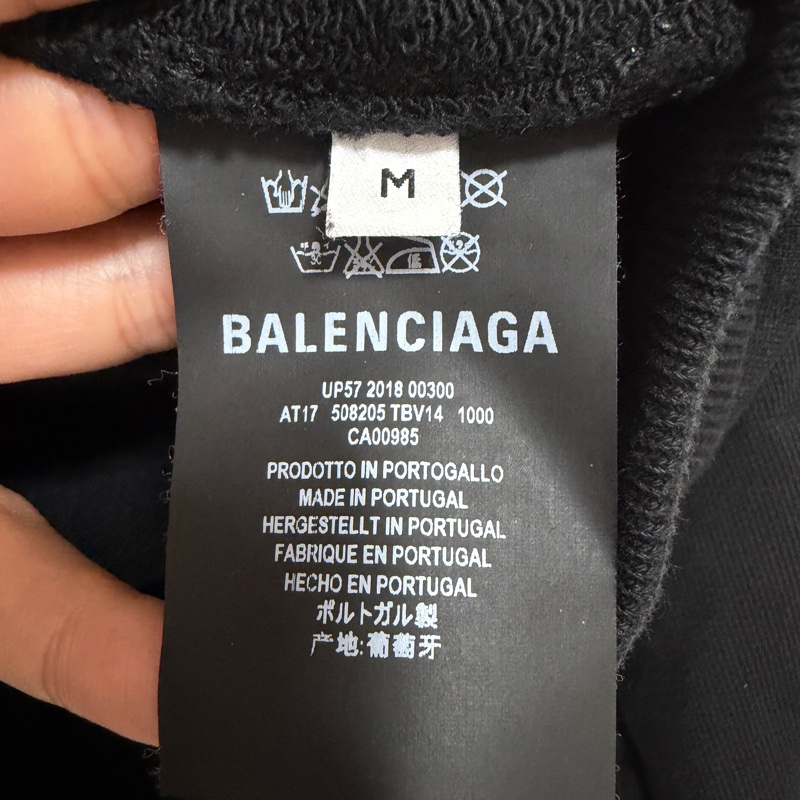 M
BALENCIAGA
UP57 2018 00300
AT17 508205 TBV14 1000
CA00985
PRODOTTO IN PORTOGALLO
MADE IN PORTUGAL
HERGESTELLT IN PORTUGAL
FABRIQUE EN PORTUGAL
HECHO EN PORTUGAL
ポルトガル製
产地:葡萄牙